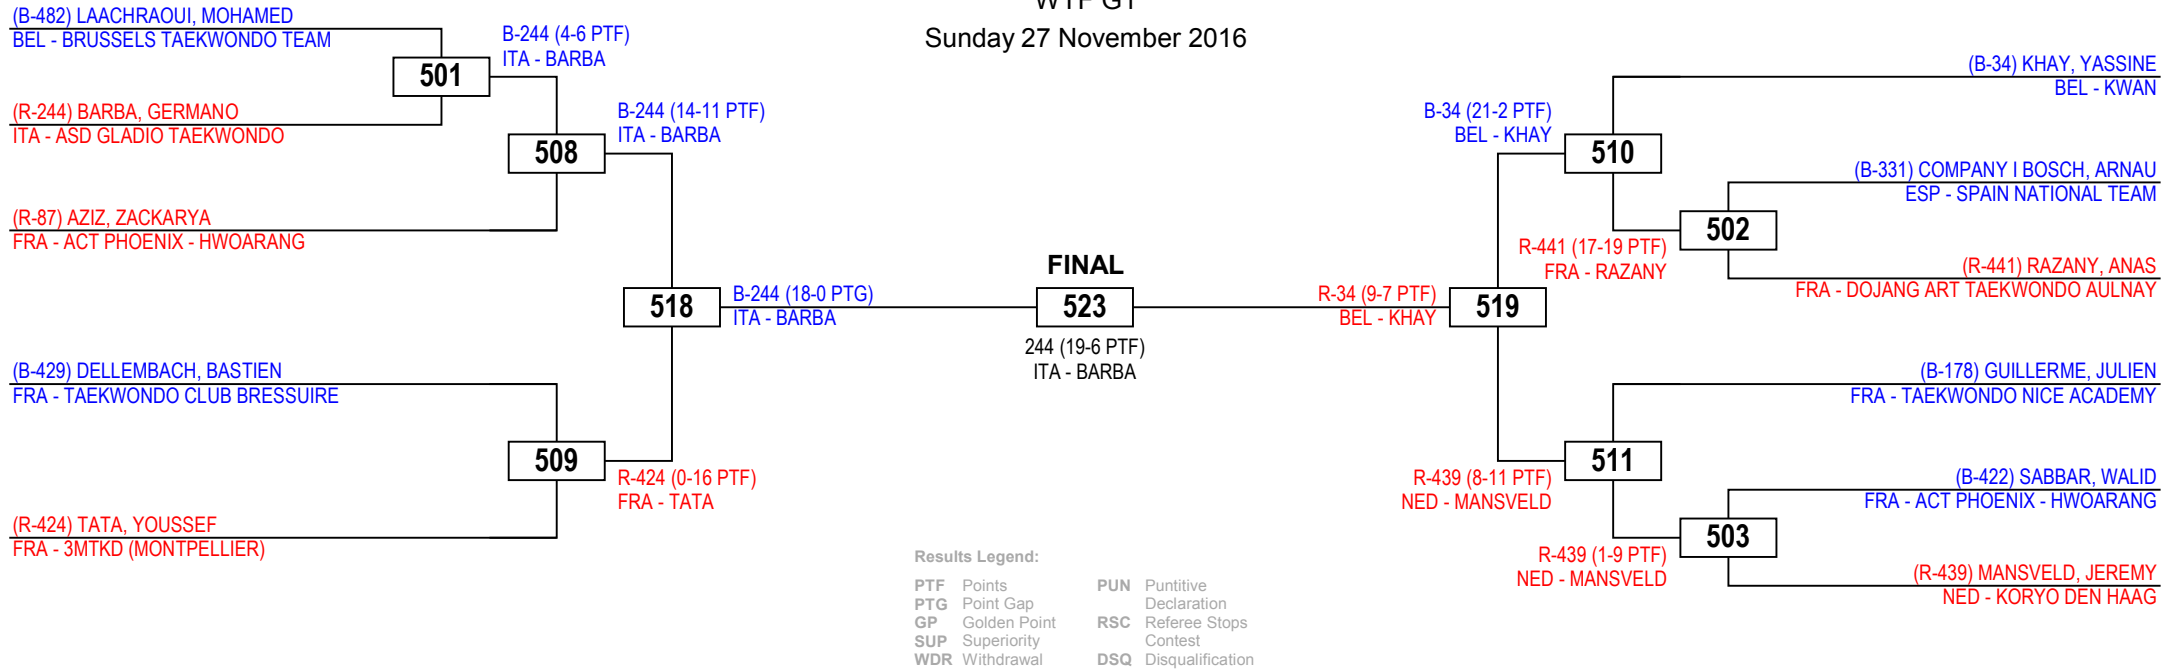 WTF G1
Sunday 27 November 2016
(B-482) LAACHRAOUI, MOHAMED
BEL - BRUSSELS TAEKWONDO TEAM
501
(R-244) BARBA, GERMANO
ITA - ASD GLADIO TAEKWONDO
B-244 (4-6 PTF)
ITA - BARBA
508
(R-87) AZIZ, ZACKARYA
FRA - ACT PHOENIX - HWOARANG
B-244 (14-11 PTF)
ITA - BARBA
518
B-244 (18-0 PTG)
ITA - BARBA
(B-429) DELLEMBACH, BASTIEN
FRA - TAEKWONDO CLUB BRESSUIRE
509
R-424 (0-16 PTF)
FRA - TATA
(R-424) TATA, YOUSSEF
FRA - 3MTKD (MONTPELLIER)
FINAL
523
244 (19-6 PTF)
ITA - BARBA
(B-34) KHAY, YASSINE
BEL - KWAN
B-34 (21-2 PTF)
BEL - KHAY
510
(B-331) COMPANY I BOSCH, ARNAU
ESP - SPAIN NATIONAL TEAM
502
R-441 (17-19 PTF)
FRA - RAZANY
(R-441) RAZANY, ANAS
FRA - DOJANG ART TAEKWONDO AULNAY
R-34 (9-7 PTF)
BEL - KHAY
519
(B-178) GUILLERME, JULIEN
FRA - TAEKWONDO NICE ACADEMY
511
R-439 (8-11 PTF)
NED - MANSVELD
(B-422) SABBAR, WALID
FRA - ACT PHOENIX - HWOARANG
503
R-439 (1-9 PTF)
NED - MANSVELD
(R-439) MANSVELD, JEREMY
NED - KORYO DEN HAAG
Results Legend:
PTF Points
PTG Point Gap
GP Golden Point
SUP Superiority
WDR Withdrawal
PUN Puntitive
Declaration
RSC Referee Stops
Contest
DSQ Disqualification